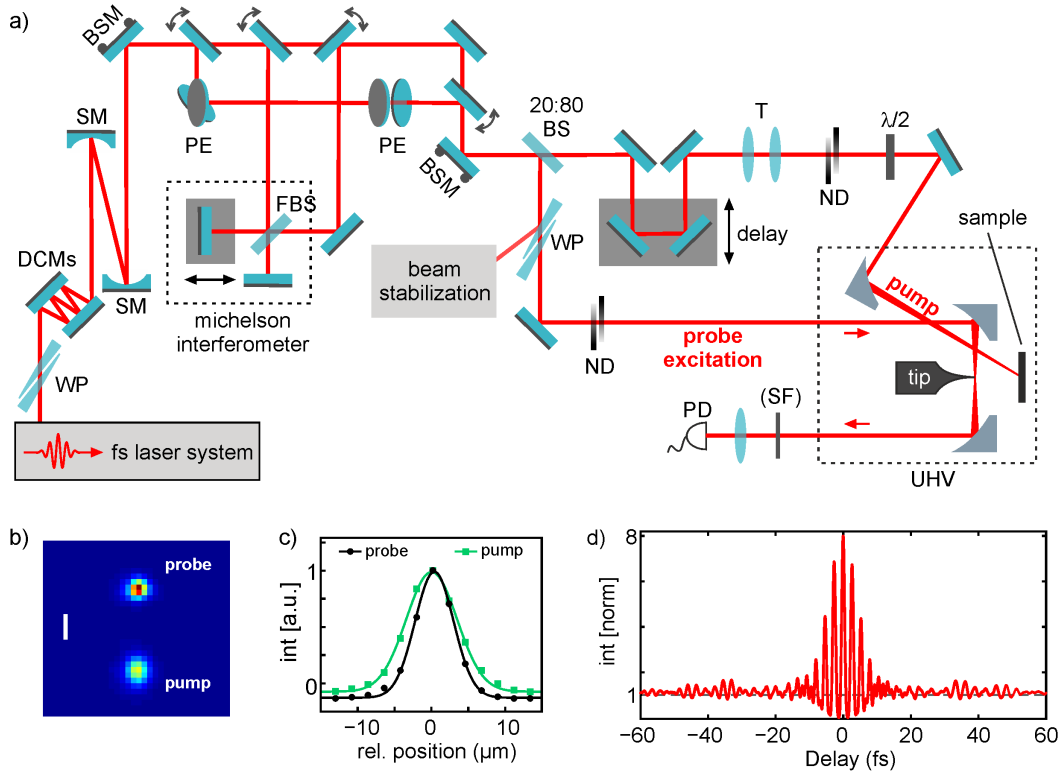 a)
BSM
SM
PE
PE
BSM
20:80
BS
T
λ/2
ND
FBS
WP
delay
sample
DCMs
SM
michelson
interferometer
beam
stabilization
pump
WP
ND
probe
excitation
tip
PD
(SF)
fs laser system
UHV
b)
probe
pump
c)
probe
pump
int [a.u.]
1
0
−10
0
10
rel. position (µm)
d)
int [norm]
8
1
−60
−40
−20
0
20
40
60
Delay (fs)